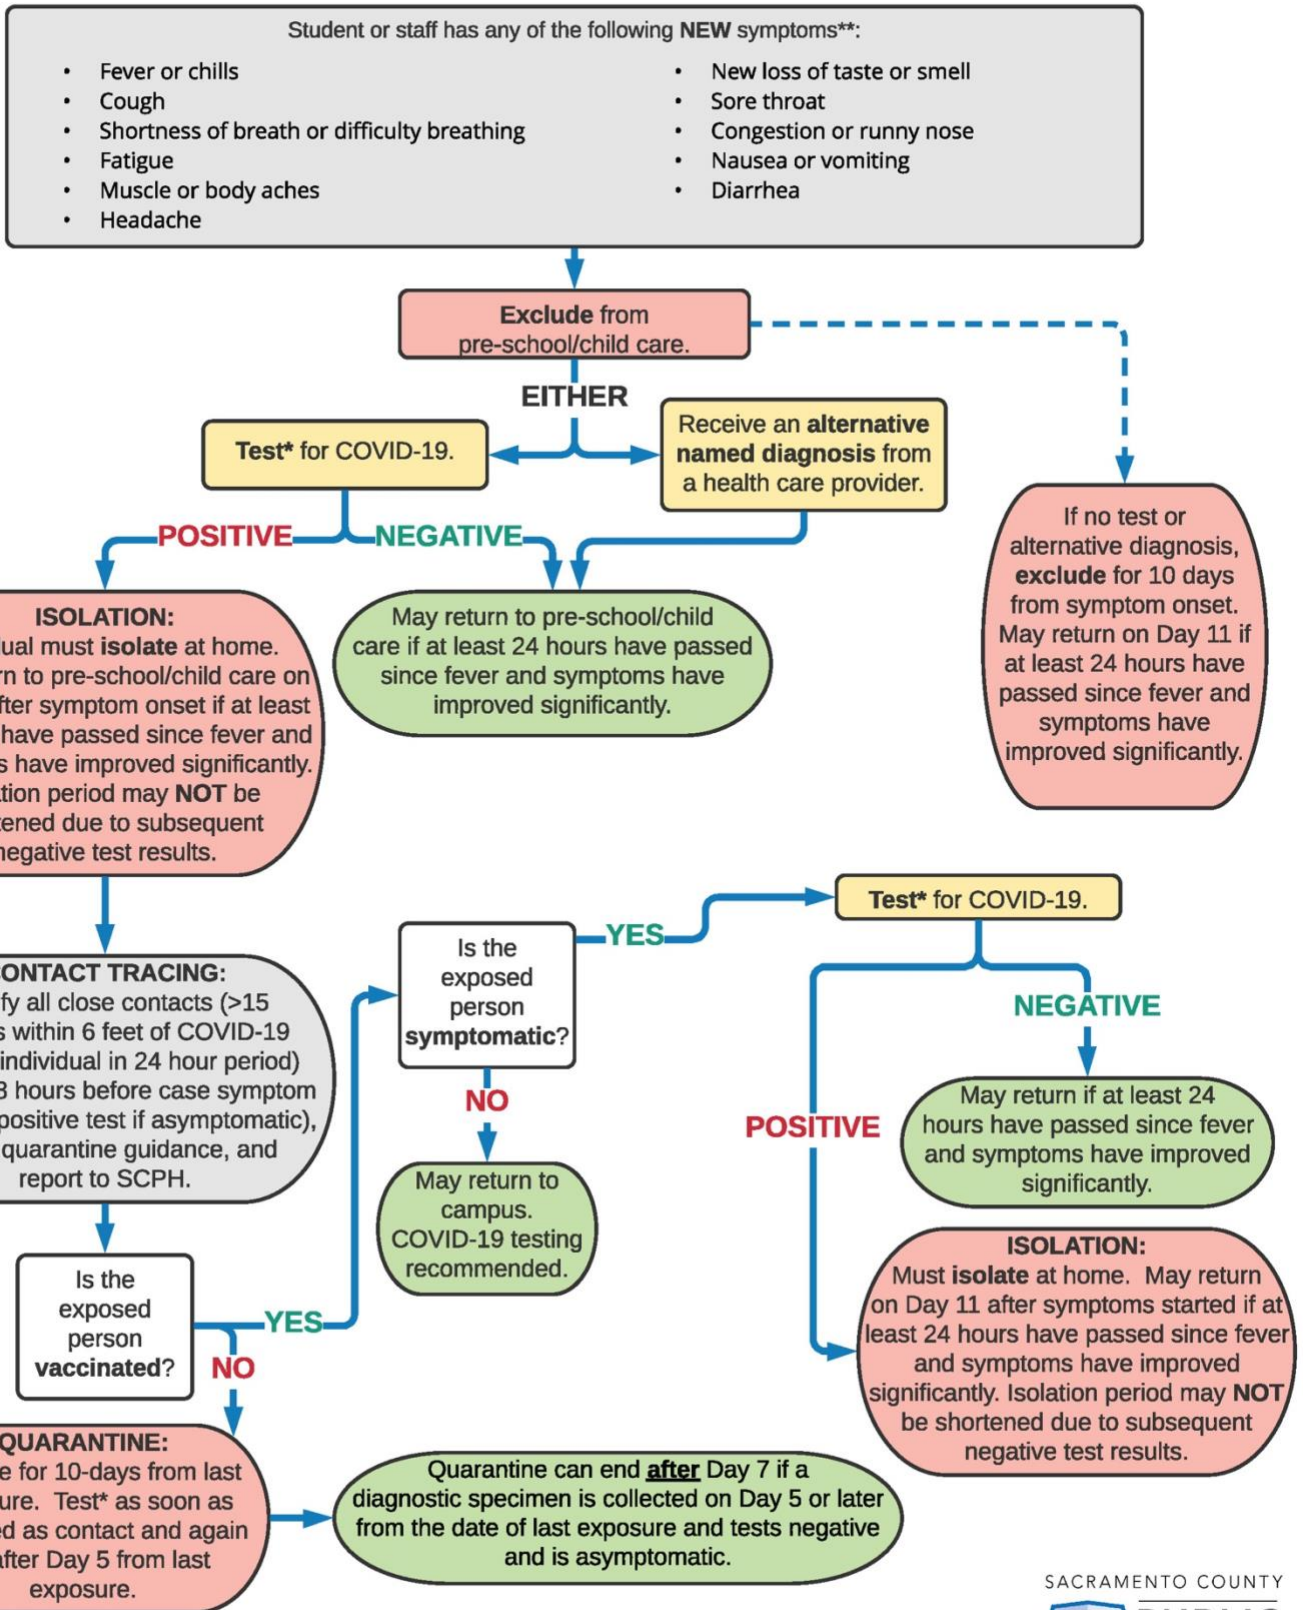 Student or staff has any of the following NEW symptoms**:
• Fever or chills
• Cough
• Shortness of breath or difficulty breathing
• Fatigue
• Muscle or body aches
• Headache
• New loss of taste or smell
• Sore throat
• Congestion or runny nose
• Nausea or vomiting
• Diarrhea
Exclude from
pre-school/child care.
EITHER
Test* for COVID-19.
Receive an alternative
named diagnosis from
a health care provider.
POSITIVE
NEGATIVE
If no test or
alternative diagnosis,
exclude for 10 days
from symptom onset.
May return on Day 11 if
at least 24 hours have
passed since fever and
symptoms have
improved significantly.
ISOLATION:
must isolate at home.
to pre-school/child care on
symptom onset if at least
have passed since fever and
have improved significantly.
period may NOT be
due to subsequent
negative test results.
May return to pre-school/child
care if at least 24 hours have passed
since fever and symptoms have
improved significantly.
CONTACT TRACING:
all close contacts (>15
within 6 feet of COVID-19
individual in 24 hour period)
hours before case symptom
positive test if asymptomatic),
quarantine guidance, and
report to SCPH.
Is the
exposed
person
symptomatic?
YES
NO
May return to
campus.
COVID-19 testing
recommended.
Test* for COVID-19.
NEGATIVE
POSITIVE
May return if at least 24
hours have passed since fever
and symptoms have improved
significantly.
ISOLATION:
Must isolate at home. May return
on Day 11 after symptoms started if at
least 24 hours have passed since fever
and symptoms have improved
significantly. Isolation period may NOT
be shortened due to subsequent
negative test results.
Is the
exposed
person
vaccinated?
YES
NO
QUARANTINE:
for 10-days from last
Test* as soon as
as contact and again
after Day 5 from last
exposure.
Quarantine can end after Day 7 if a
diagnostic specimen is collected on Day 5 or later
from the date of last exposure and tests negative
and is asymptomatic.
SACRAMENTO COUNTY